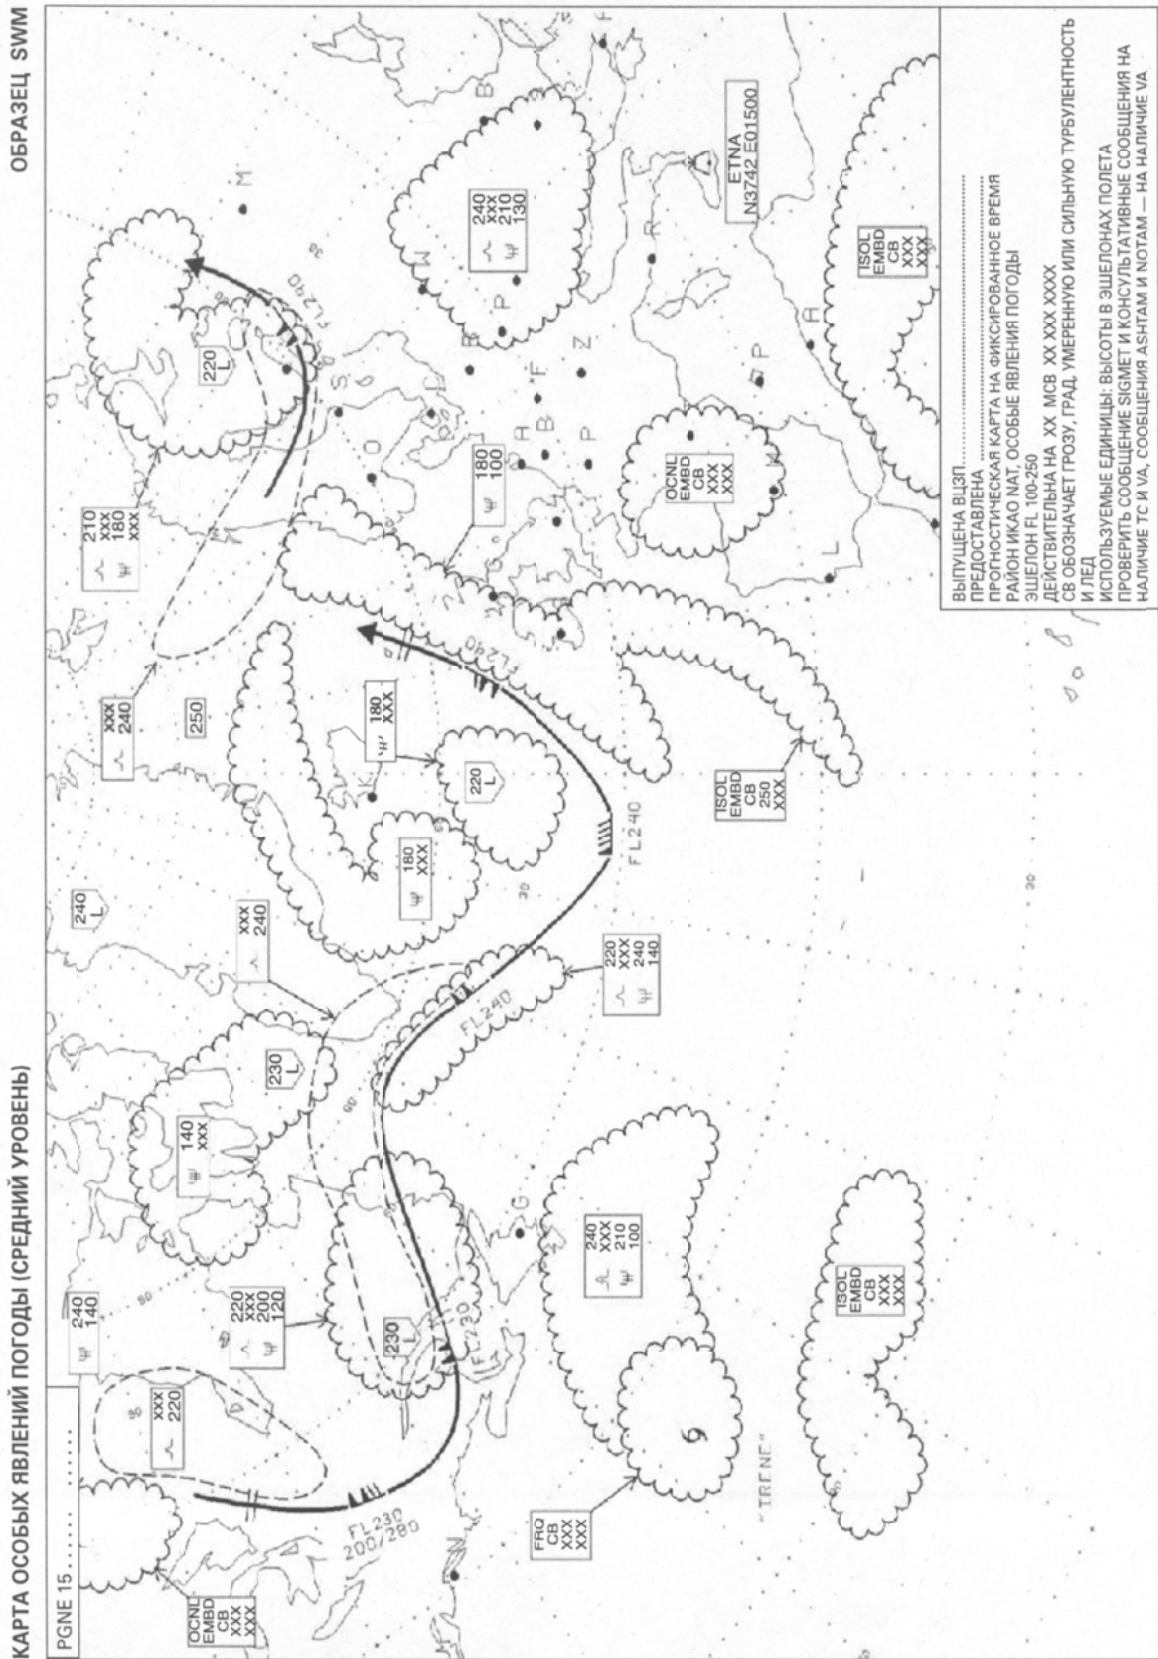 КАРТА ОСОБЫХ ЯВЛЕНИЙ ПОГОДЫ (СРЕДНИЙ УРОВЕНЬ)
ОБРАЗЕЦ SWM
PGNE 15..............
OCNL
EMBD
CB
XXX
XXX
XXX
220
240
140
220
XXX
200
120
140
XXX
230
L
230
L
240
L
XXX
240
XXX
240
250
210
XXX
180
XXX
220
L
M
FL240
FL230
200/280
FL230
N
G
FL240
220
XXX
240
140
180
XXX
180
XXX
220
L
K
FL240
FL240
180
100
O
S
W
P
B
240
XXX
210
130
A
B
F
P
Z
R
A
P
L
ETNA
N3742 E01500
FRQ
CB
XXX
XXX
240
XXX
210
100
ISOL
EMBD
CB
XXX
XXX
ISOL
EMBD
CB
250
XXX
OCNL
EMBD
CB
XXX
XXX
ISOL
EMBD
CB
XXX
XXX
30
ВЫПУЩЕНА ВЦЗП..............
ПРЕДОСТАВЛЕНА ..............
ПРОГНОСТИЧЕСКАЯ КАРТА НА ФИКСИРОВАННОЕ ВРЕМЯ
РАЙОН ИКАО NAT, ОСОБЫЕ ЯВЛЕНИЯ ПОГОДЫ
ЭШЕЛОН FL 100-250
ДЕЙСТВИТЕЛЬНА НА XX МСВ XX XXX XXXX
CB ОБОЗНАЧАЕТ ГРОЗУ, ГРАД, УМЕРЕННУЮ ИЛИ СИЛЬНУЮ ТУРБУЛЕНТНОСТЬ
И ЛЕД
ИСПОЛЬЗУЕМЫЕ ЕДИНИЦЫ: ВЫСОТЫ В ЭШЕЛОНАХ ПОЛЕТА
ПРОВЕРИТЬ СООБЩЕНИЕ SIGMET И КОНСУЛЬТАТИВНЫЕ СООБЩЕНИЯ НА
НАЛИЧИЕ TC И VA, СООБЩЕНИЯ ASHTAM И NOTAM — НА НАЛИЧИЕ VA